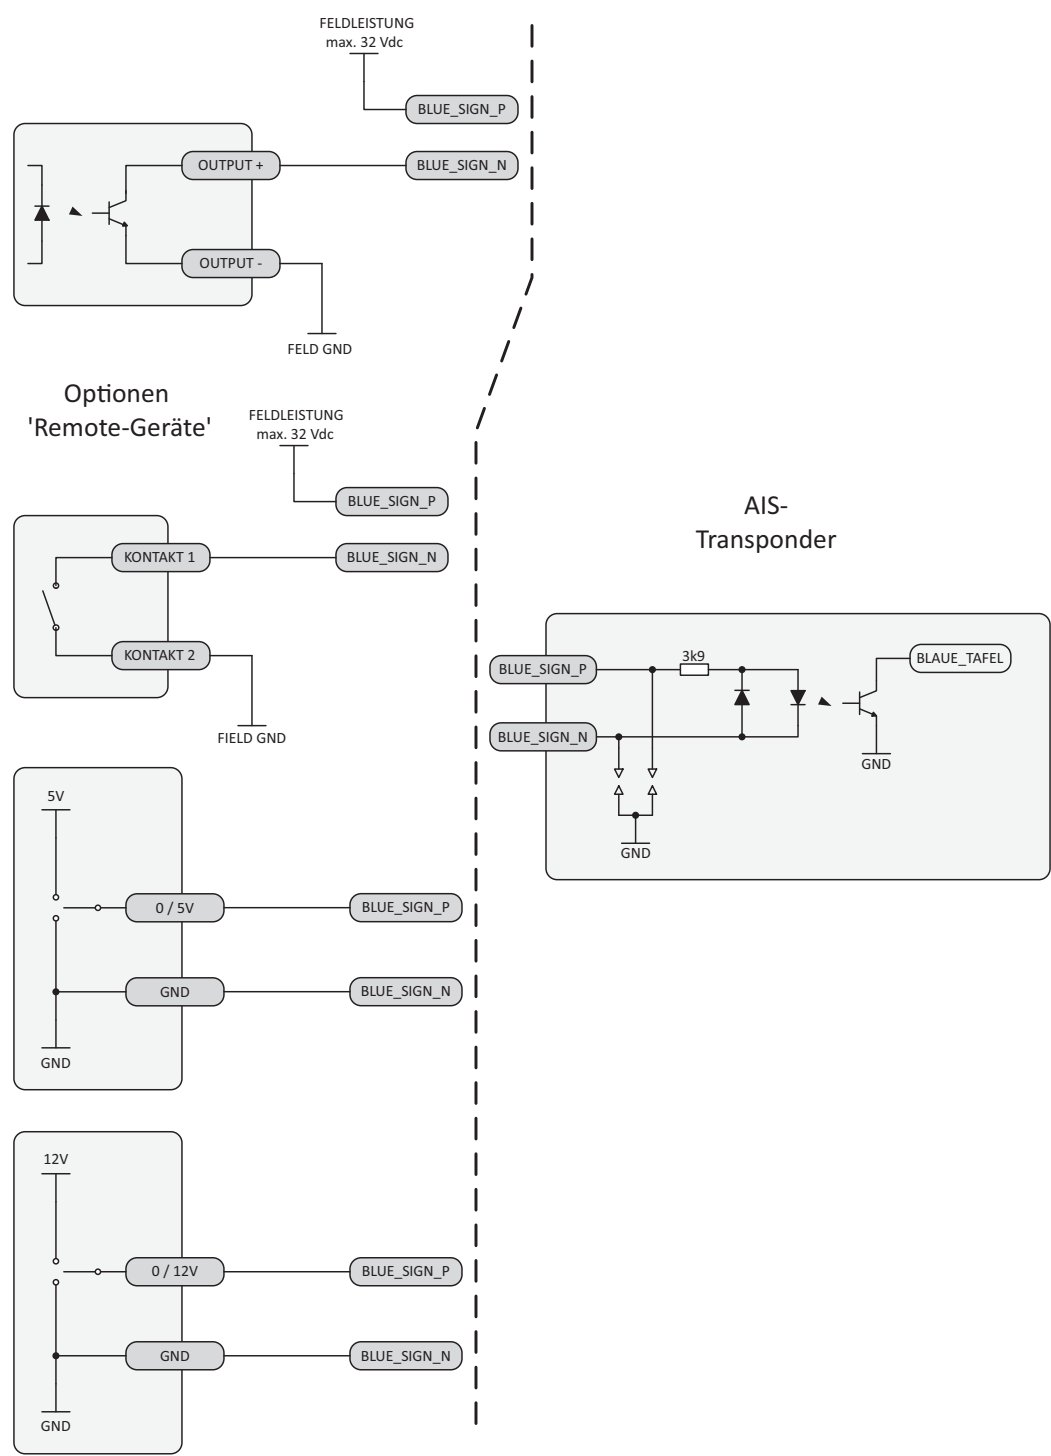 FELDLEISTUNG
max. 32 Vdc
BLUE_SIGN_P
OUTPUT +
BLUE_SIGN_N
OUTPUT -
FELD GND
Optionen
'Remote-Geräte'
FELDLEISTUNG
max. 32 Vdc
BLUE_SIGN_P
KONTAKT 1
BLUE_SIGN_N
KONTAKT 2
FIELD GND
5V
0 / 5V
BLUE_SIGN_P
GND
BLUE_SIGN_N
GND
12V
0 / 12V
BLUE_SIGN_P
GND
BLUE_SIGN_N
GND
AIS-
Transponder
BLUE_SIGN_P
3k9
BLAUE_TAFEL
BLUE_SIGN_N
GND
GND